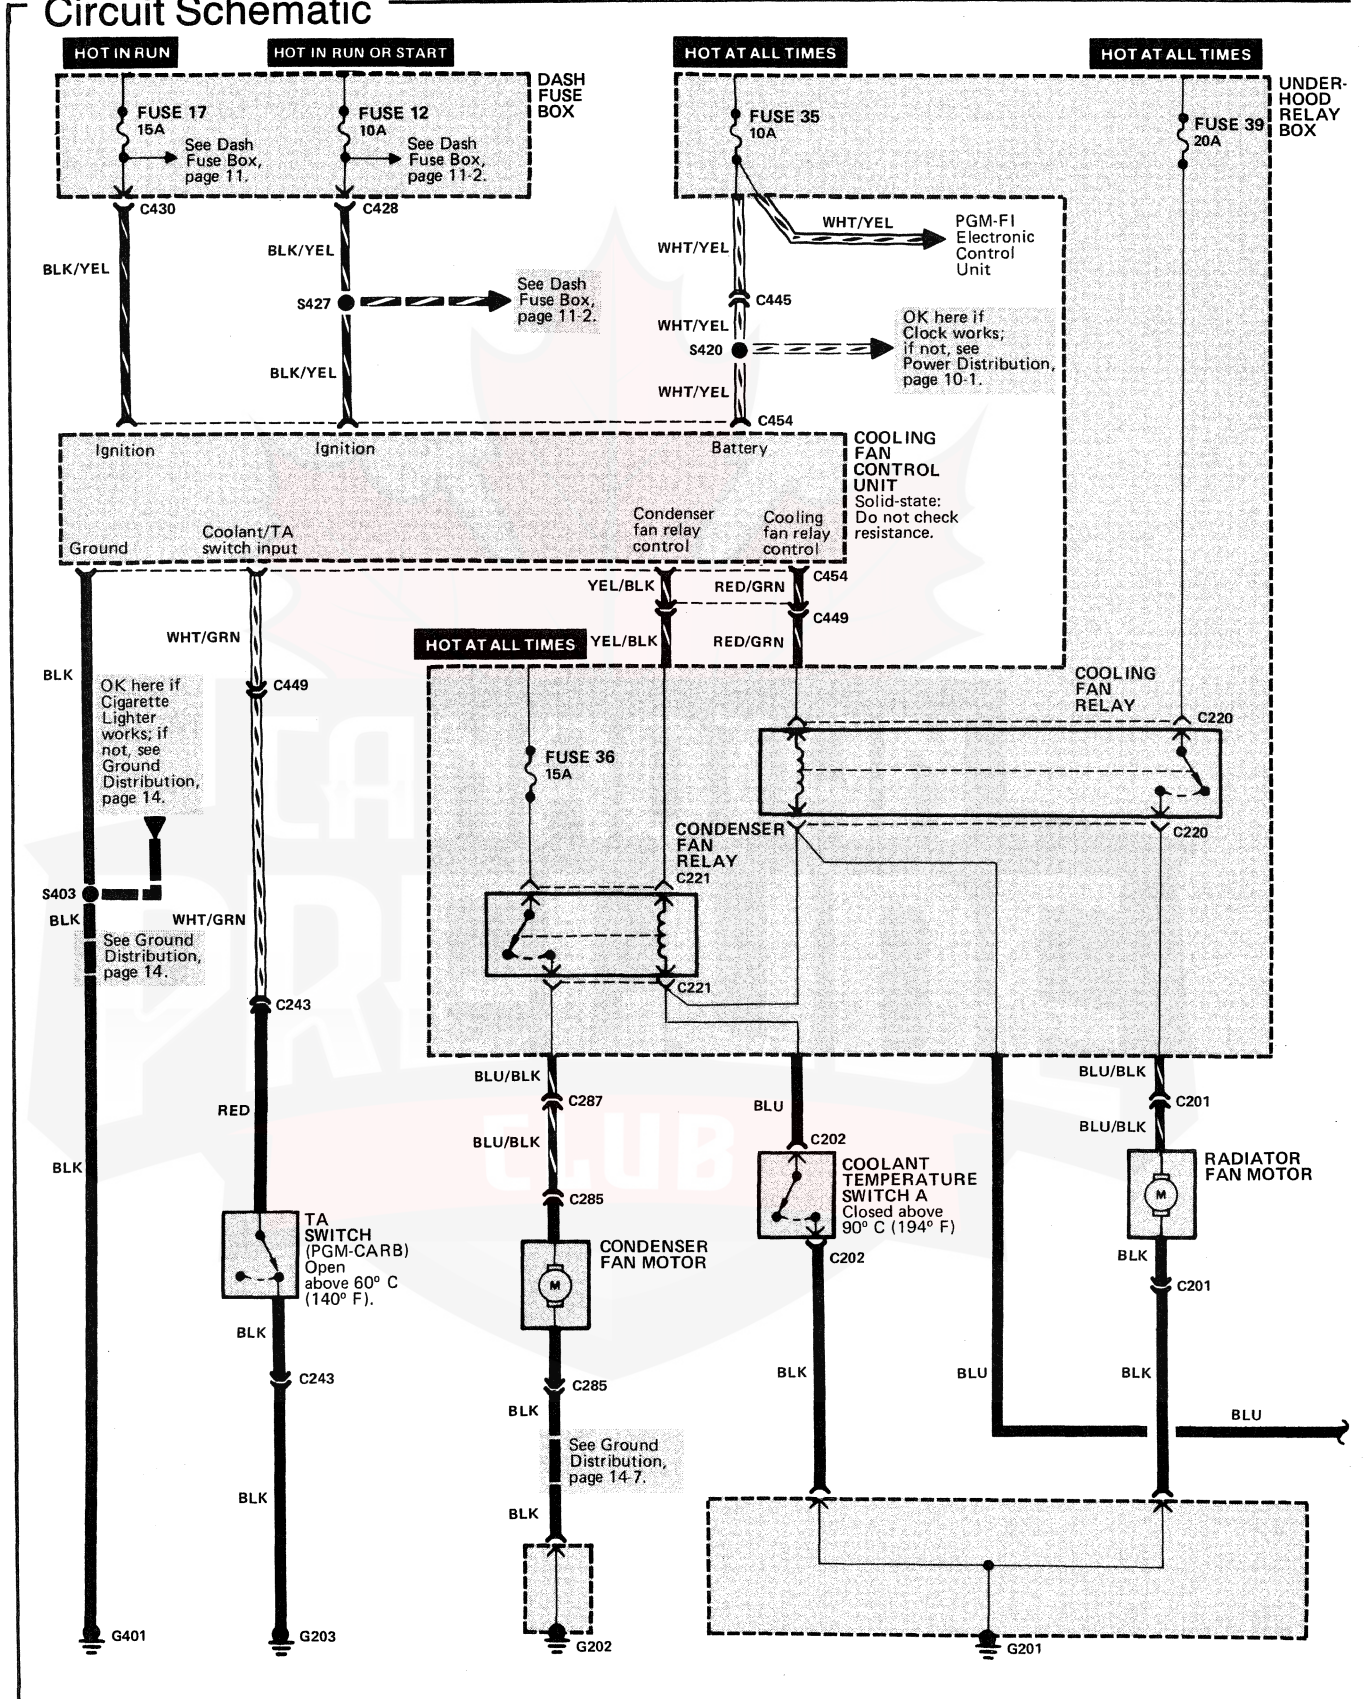 Circuit Schematic
HOT IN RUN
HOT IN RUN OR START
HOT AT ALL TIMES
HOT AT ALL TIMES
DASH
FUSE
BOX
UNDER-
HOOD
RELAY
BOX
FUSE 17
15A
See Dash
Fuse Box,
page 11.
FUSE 12
10A
See Dash
Fuse Box,
page 11-2.
FUSE 35
10A
FUSE 39
20A
C430
C428
BLK/YEL
BLK/YEL
WHT/YEL
WHT/YEL
PGM-FI
Electronic
Control
Unit
S427
See Dash
Fuse Box,
page 11-2.
C445
WHT/YEL
S420
OK here if
Clock works;
if not, see
Power Distribution,
page 10-1.
BLK/YEL
WHT/YEL
C454
Ignition
Ignition
Battery
COOLING
FAN
CONTROL
UNIT
Solid-state:
Do not check
resistance.
Ground
Coolant/TA
switch input
Condenser
fan relay
control
Cooling
fan relay
control
C454
YEL/BLK
RED/GRN
C449
HOT AT ALL TIMES
YEL/BLK
RED/GRN
WHT/GRN
BLK
C449
OK here if
Cigarette
Lighter
works; if
not, see
Ground
Distribution,
page 14.
COOLING
FAN
RELAY
C220
FUSE 36
15A
C220
CONDENSER
FAN
RELAY
C221
S403
BLK
WHT/GRN
See Ground
Distribution,
page 14.
C221
C243
BLU/BLK
C287
BLU/BLK
BLU
BLU/BLK
C201
BLU/BLK
RED
BLK
C202
COOLANT
TEMPERATURE
SWITCH A
Closed above
90° C (194° F)
C202
RADIATOR
FAN MOTOR
M
BLK
C201
C285
TA
SWITCH
(PGM-CARB)
Open
above 60° C
(140° F).
CONDENSER
FAN MOTOR
M
BLK
C243
C285
BLK
BLK
BLU
BLK
BLU
See Ground
Distribution,
page 14-7.
BLK
BLK
G401
G203
G202
G201
CLUB